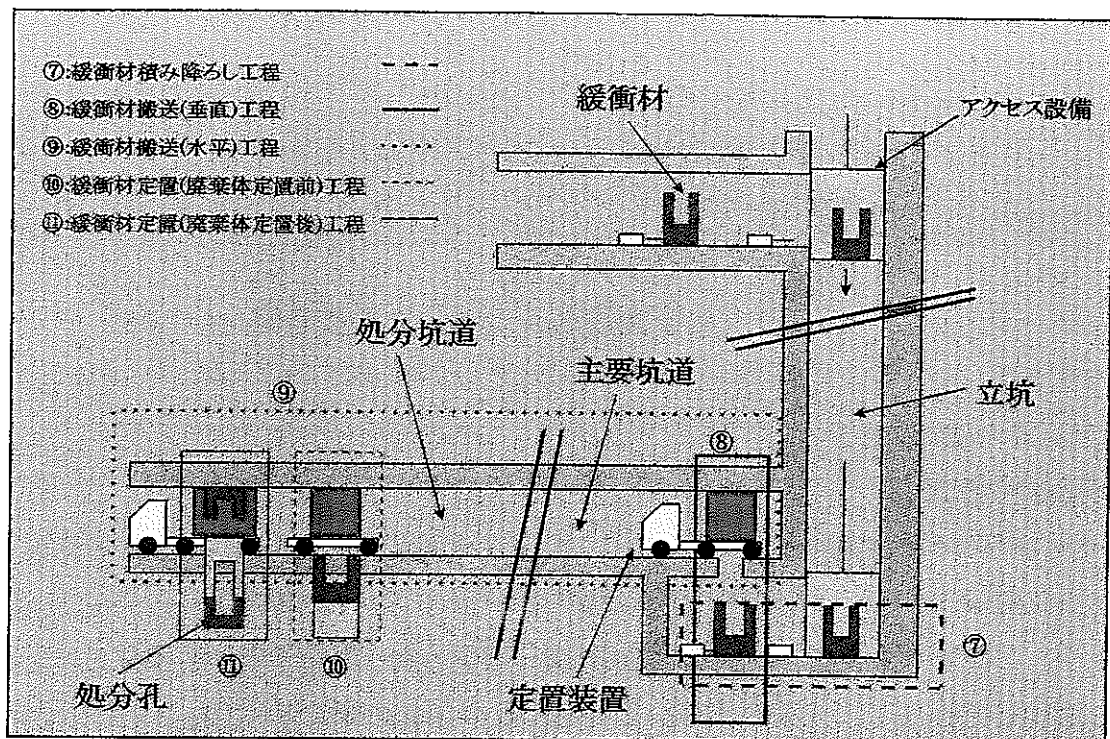 ⑦:緩衝材積み降ろし工程
⑧:緩衝材搬送(垂直)工程
⑨:緩衝材搬送(水平)工程
⑩:緩衝材定置(廃棄体定置前)工程
⑪:緩衝材定置(廃棄体定置後)工程
緩衝材
アクセス設備
処分坑道
主要坑道
立坑
⑨
⑧
⑦
⑪
⑩
処分孔
定置装置